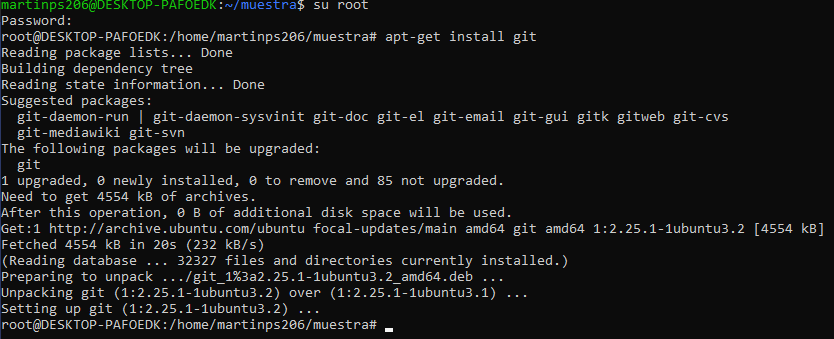 martinps206@DESKTOP-PAFOEDK:~/muestra$ su root
Password:
root@DESKTOP-PAFOEDK:/home/martinps206/muestra# apt-get install git
Reading package lists... Done
Building dependency tree
Reading state information... Done
Suggested packages:
  git-daemon-run | git-daemon-sysvinit git-doc git-el git-email git-gui gitk gitweb git-cvs
  git-mediawiki git-svn
The following packages will be upgraded:
  git
1 upgraded, 0 newly installed, 0 to remove and 85 not upgraded.
Need to get 4554 kB of archives.
After this operation, 0 B of additional disk space will be used.
Get:1 http://archive.ubuntu.com/ubuntu focal-updates/main amd64 git amd64 1:2.25.1-1ubuntu3.2 [4554 kB]
Fetched 4554 kB in 20s (232 kB/s)
(Reading database ... 32327 files and directories currently installed.)
Preparing to unpack .../git_1%3a2.25.1-1ubuntu3.2_amd64.deb ...
Unpacking git (1:2.25.1-1ubuntu3.2) over (1:2.25.1-1ubuntu3.1) ...
Setting up git (1:2.25.1-1ubuntu3.2) ...
root@DESKTOP-PAFOEDK:/home/martinps206/muestra#